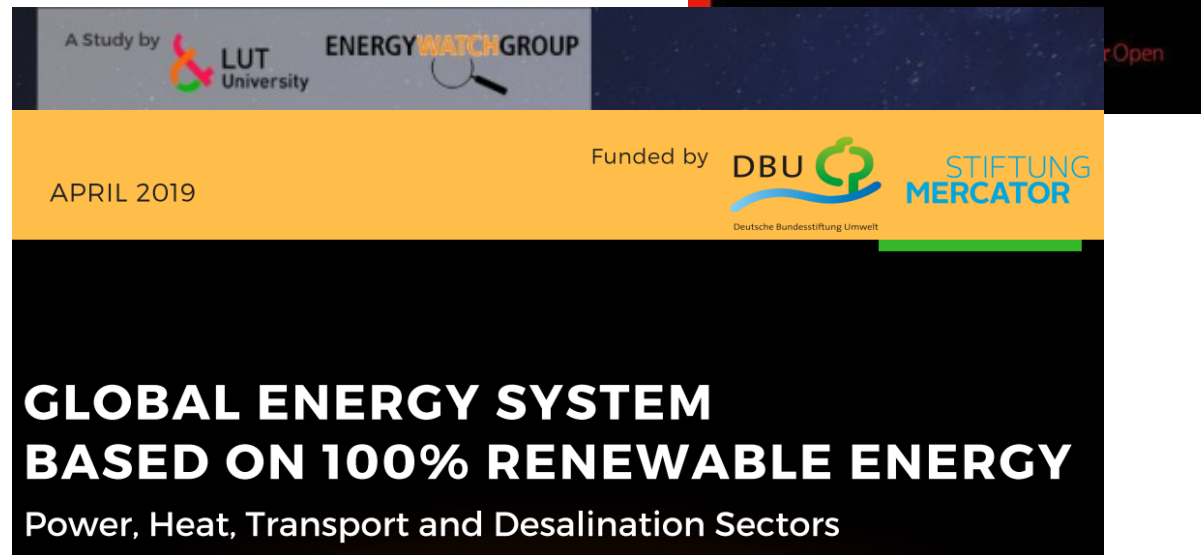 A Study by
LUT
University
ENERGYWATCHGROUP
r Open
Funded by
DBU
Deutsche Bundesstiftung Umwelt
STIFTUNG
MERCATOR
APRIL 2019
GLOBAL ENERGY SYSTEM
BASED ON 100% RENEWABLE ENERGY
Power, Heat, Transport and Desalination Sectors